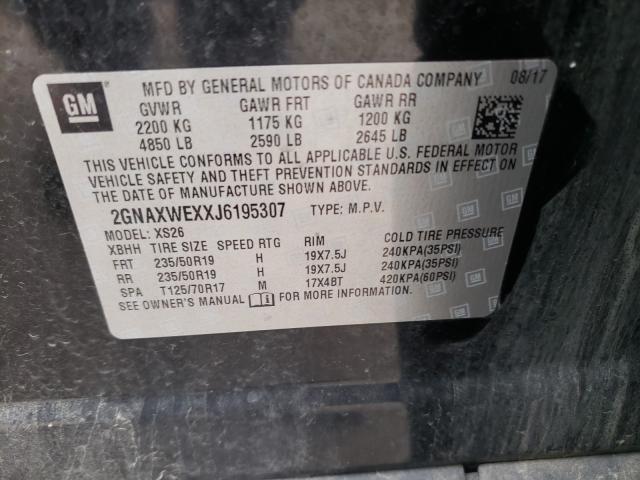 GM
MFD BY GENERAL MOTORS OF CANADA COMPANY 08/17
GVWR GAWR FRT GAWR RR
2200 KG 1175 KG 1200 KG
4850 LB 2590 LB 2645 LB
THIS VEHICLE CONFORMS TO ALL APPLICABLE U.S. FEDERAL MOTOR
VEHICLE SAFETY AND THEFT PREVENTION STANDARDS IN EFFECT ON
THE DATE OF MANUFACTURE SHOWN ABOVE.
2GNAXWEXXJ6195307 TYPE: M.P.V.
MODEL: XS26
XBHH TIRE SIZE SPEED RTG RIM COLD TIRE PRESSURE
FRT 235/50R19 H 19X7.5J 240KPA(35PSI)
RR 235/50R19 H 19X7.5J 240KPA(35PSI)
SPA T125/70R17 M 17X4BT 420KPA(60PSI)
SEE OWNER'S MANUAL FOR MORE INFORMATION.